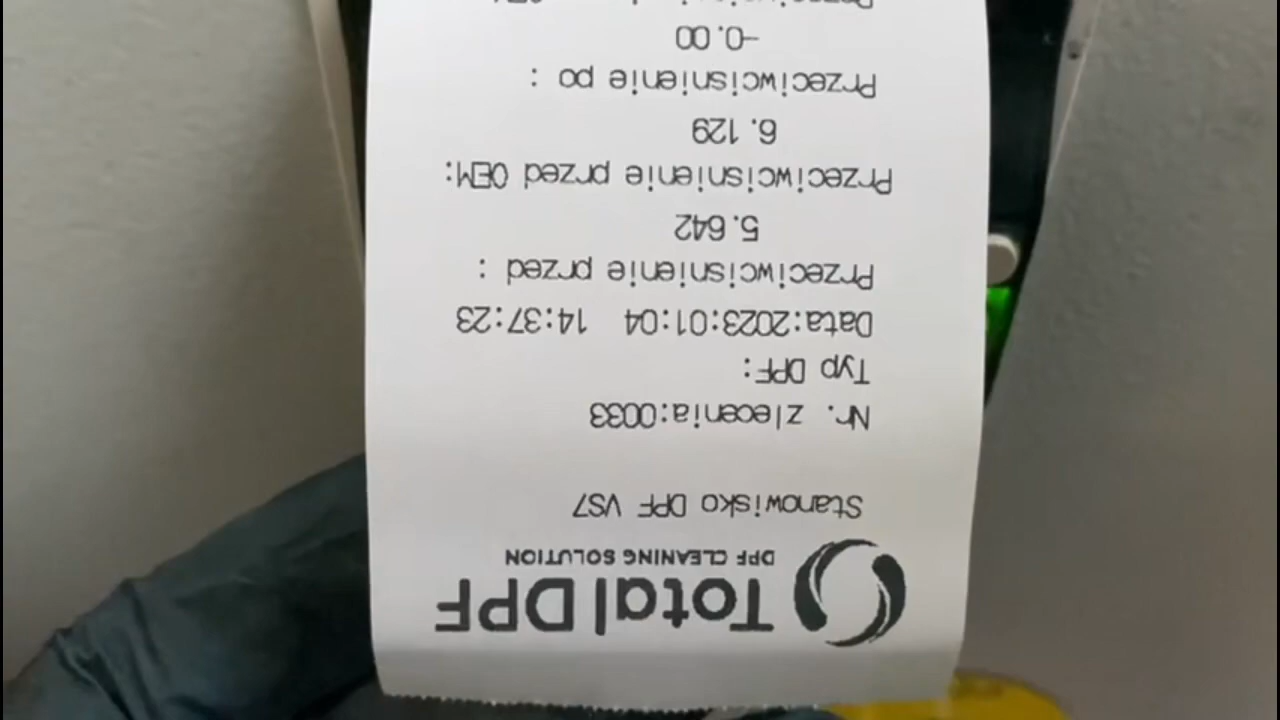 Total DPF
DPF CLEANING SOLUTION
Stanowisko DPF VS7
Nr. zlecenia:0033
Typ DPF:
Data:2023:01:04 14:37:23
Przeciwcisnienie przed :
5.642
Przeciwcisnienie przed OEM:
6.129
Przeciwcisnienie po :
-0.00